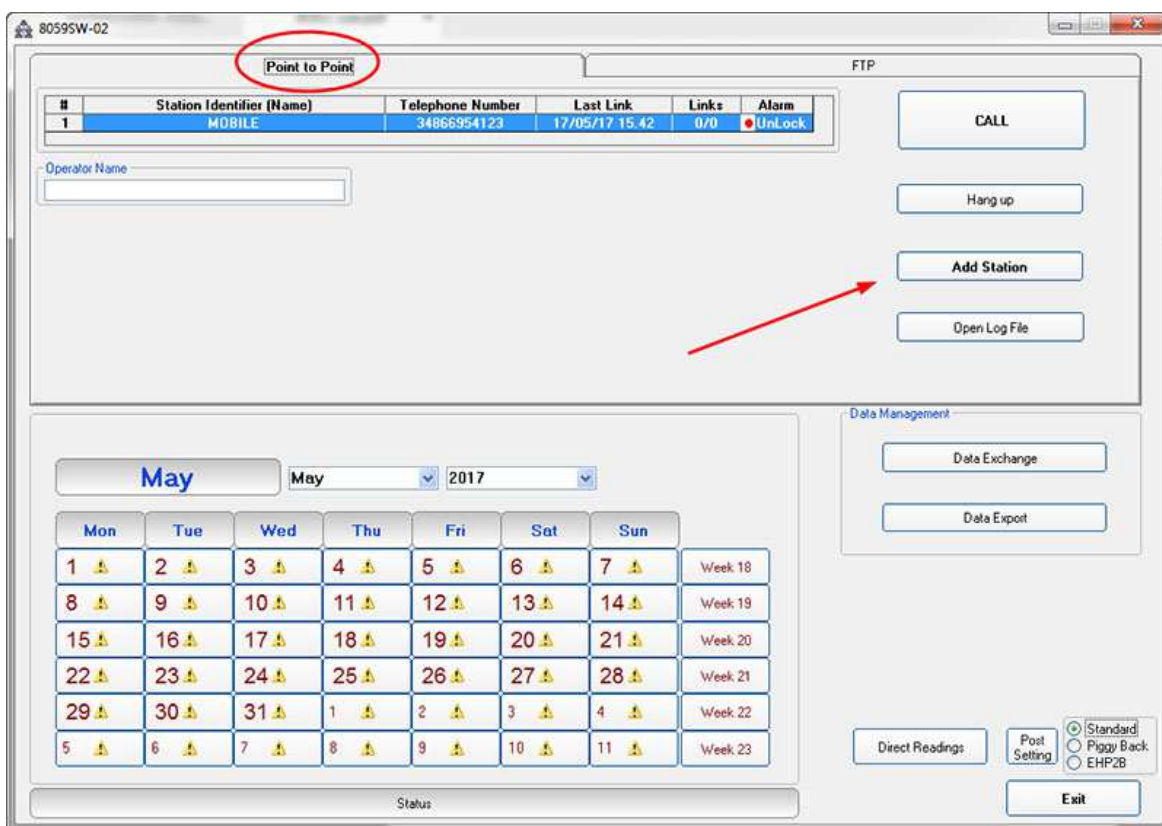 8059SW-02
Point to Point
FTP
# Station Identifier (Name) Telephone Number Last Link Links Alarm
1 MOBILE 34866954123 17/05/17 15.42 0/0 UnLock
CALL
Operator Name
Hang up
Add Station
Open Log File
Data Management
Data Exchange
Data Export
May May 2017
Mon Tue Wed Thu Fri Sat Sun
1 2 3 4 5 6 7 Week 18
8 9 10 11 12 13 14 Week 19
15 16 17 18 19 20 21 Week 20
22 23 24 25 26 27 28 Week 21
29 30 31 1 2 3 4 Week 22
5 6 7 8 9 10 11 Week 23
Direct Readings
Post
Setting
Standard
Piggy Back
EHP2B
Status
Exit